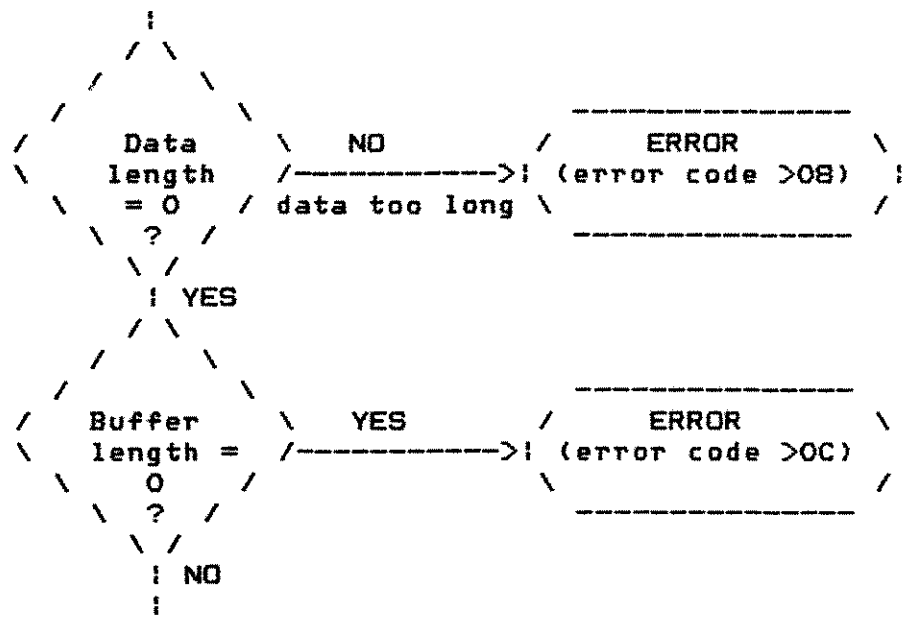 Data NO ERROR
length (error code >08)
= 0 data too long
?
YES
Buffer YES ERROR
length = (error code >0C)
0
?
NO